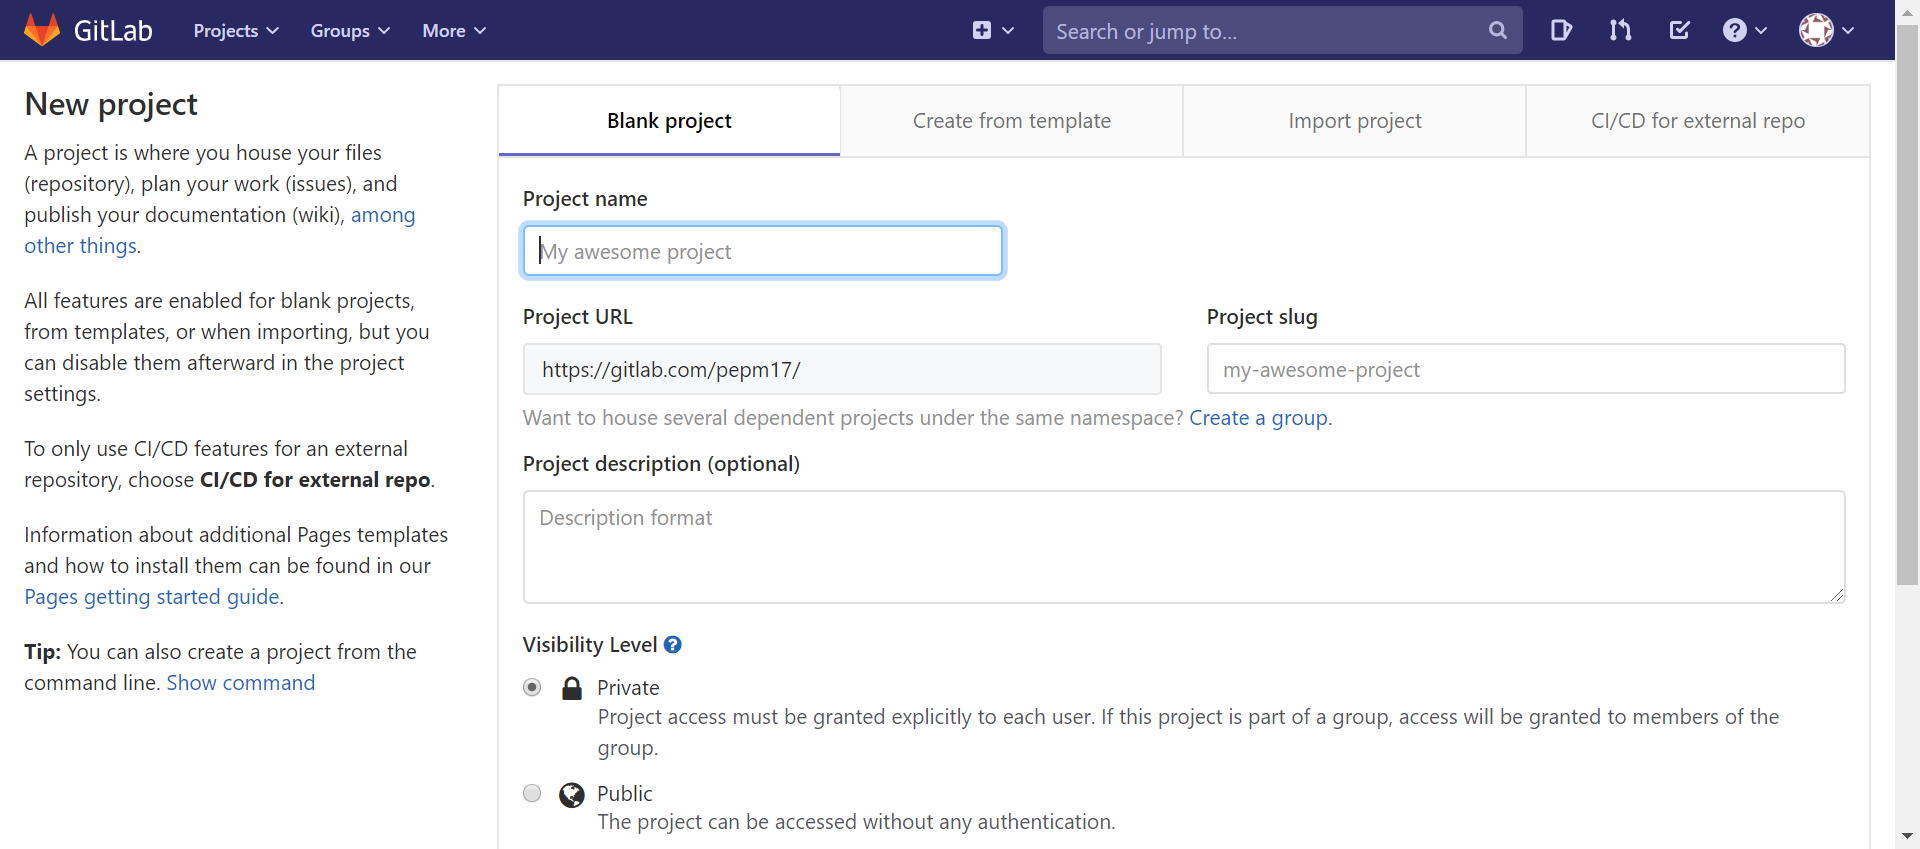 GitLab Projects Groups More Search or jump to...
New project
A project is where you house your files
(repository), plan your work (issues), and
publish your documentation (wiki), among
other things.
All features are enabled for blank projects,
from templates, or when importing, but you
can disable them afterward in the project
settings.
To only use CI/CD features for an external
repository, choose CI/CD for external repo.
Information about additional Pages templates
and how to install them can be found in our
Pages getting started guide.
Tip: You can also create a project from the
command line. Show command
Blank project Create from template Import project CI/CD for external repo
Project name
My awesome project
Project URL Project slug
https://gitlab.com/pepm17/ my-awesome-project
Want to house several dependent projects under the same namespace? Create a group.
Project description (optional)
Description format
Visibility Level
Private
Project access must be granted explicitly to each user. If this project is part of a group, access will be granted to members of the
group.
Public
The project can be accessed without any authentication.